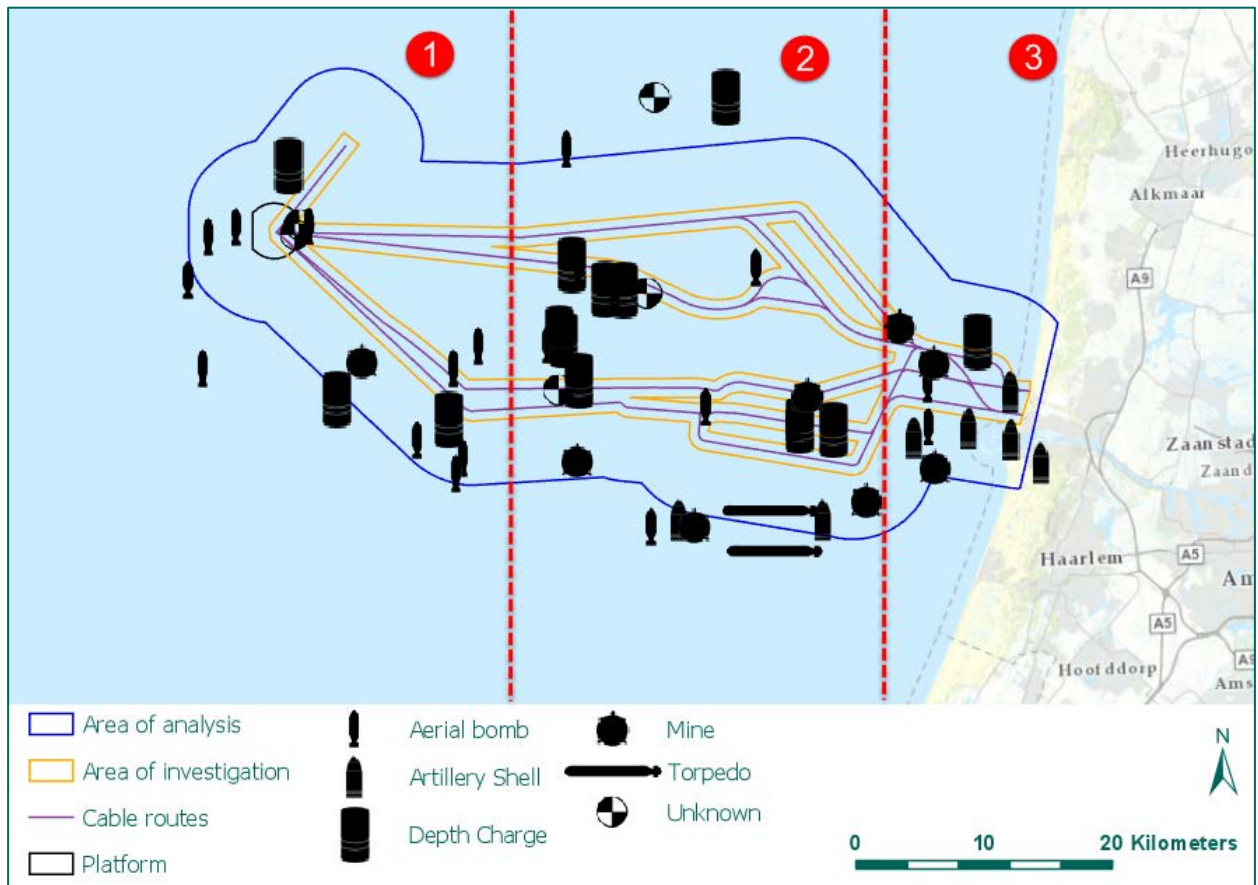 1
2
3
Heerhugo
Alkmaar
A9
Zaanstad
Zaand
Haarlem
A5
Am
A5
A9
Hoofddorp
Ams
Area of analysis
Area of investigation
Cable routes
Platform
Aerial bomb
Artillery Shell
Depth Charge
Mine
Torpedo
Unknown
N
0 10 20 Kilometers